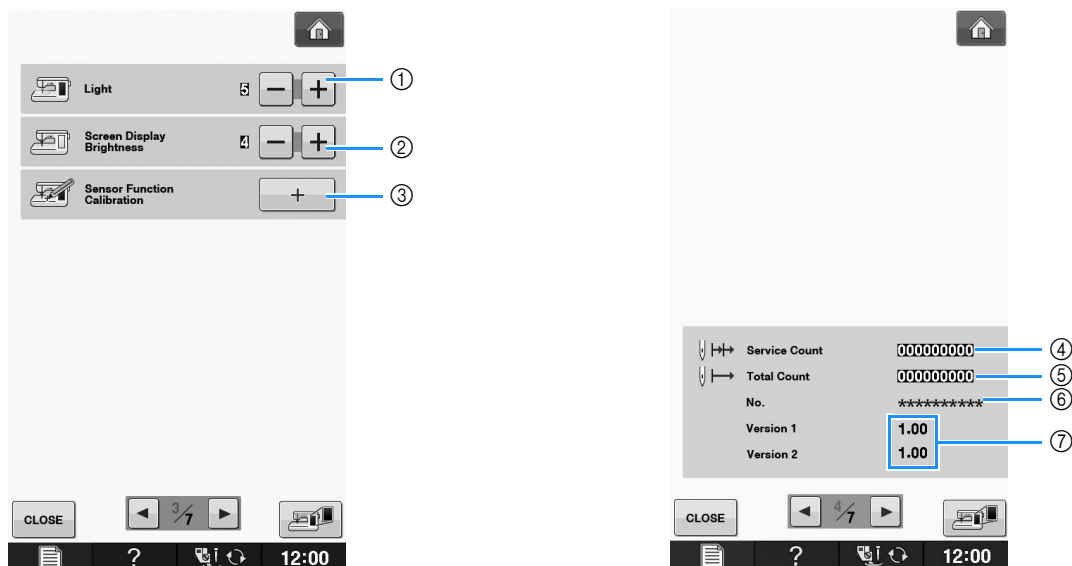 Light 5 − + ①
Screen Display
Brightness 4 − + ②
Sensor Function
Calibration + ③
CLOSE 3/7
? 12:00
Service Count 000000000 ④
Total Count 000000000 ⑤
No. ********** ⑥
Version 1 1.00
Version 2 1.00 ⑦
CLOSE 4/7
? 12:00